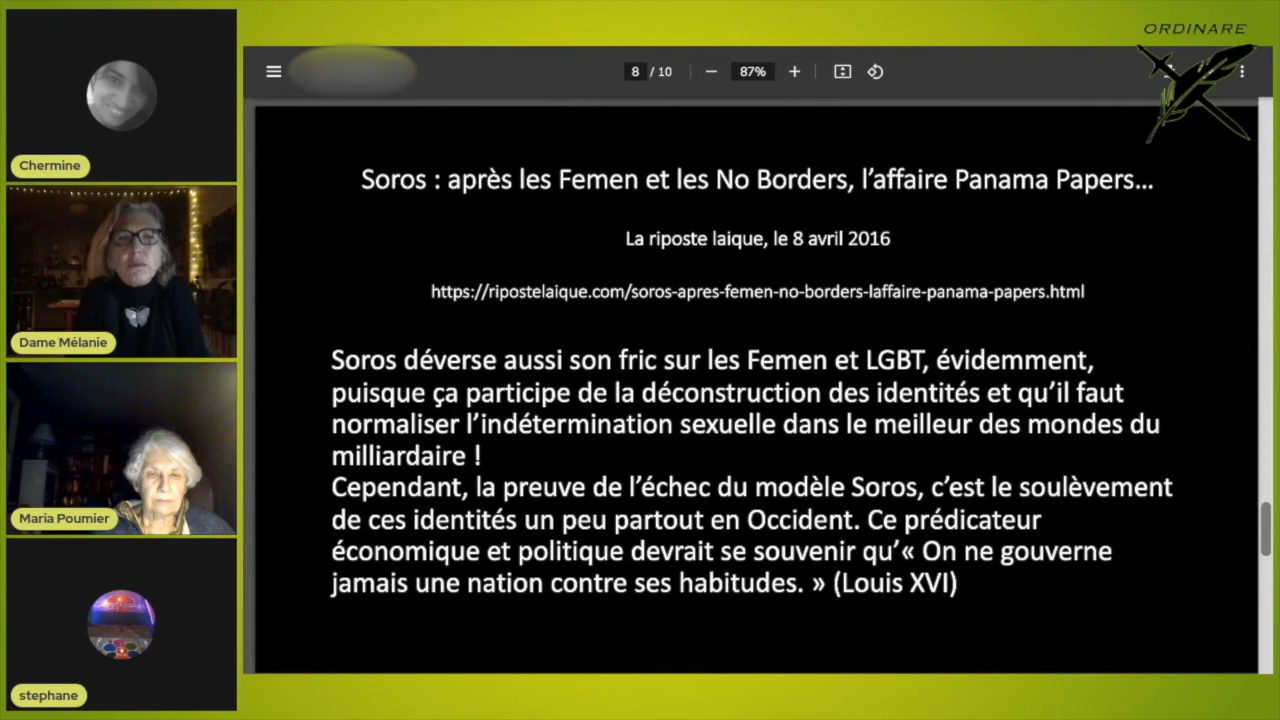 ORDINARE
8 / 10
87%
Chermine
Dame Mélanie
Maria Poumier
stephane
Soros : après les Femen et les No Borders, l’affaire Panama Papers…
La riposte laique, le 8 avril 2016
https://ripostelaique.com/soros-apres-femen-no-borders-laffaire-panama-papers.html
Soros déverse aussi son fric sur les Femen et LGBT, évidemment,
puisque ça participe de la déconstruction des identités et qu’il faut
normaliser l’indétermination sexuelle dans le meilleur des mondes du
milliardaire !
Cependant, la preuve de l’échec du modèle Soros, c’est le soulèvement
de ces identités un peu partout en Occident. Ce prédicateur
économique et politique devrait se souvenir qu’« On ne gouverne
jamais une nation contre ses habitudes. » (Louis XVI)